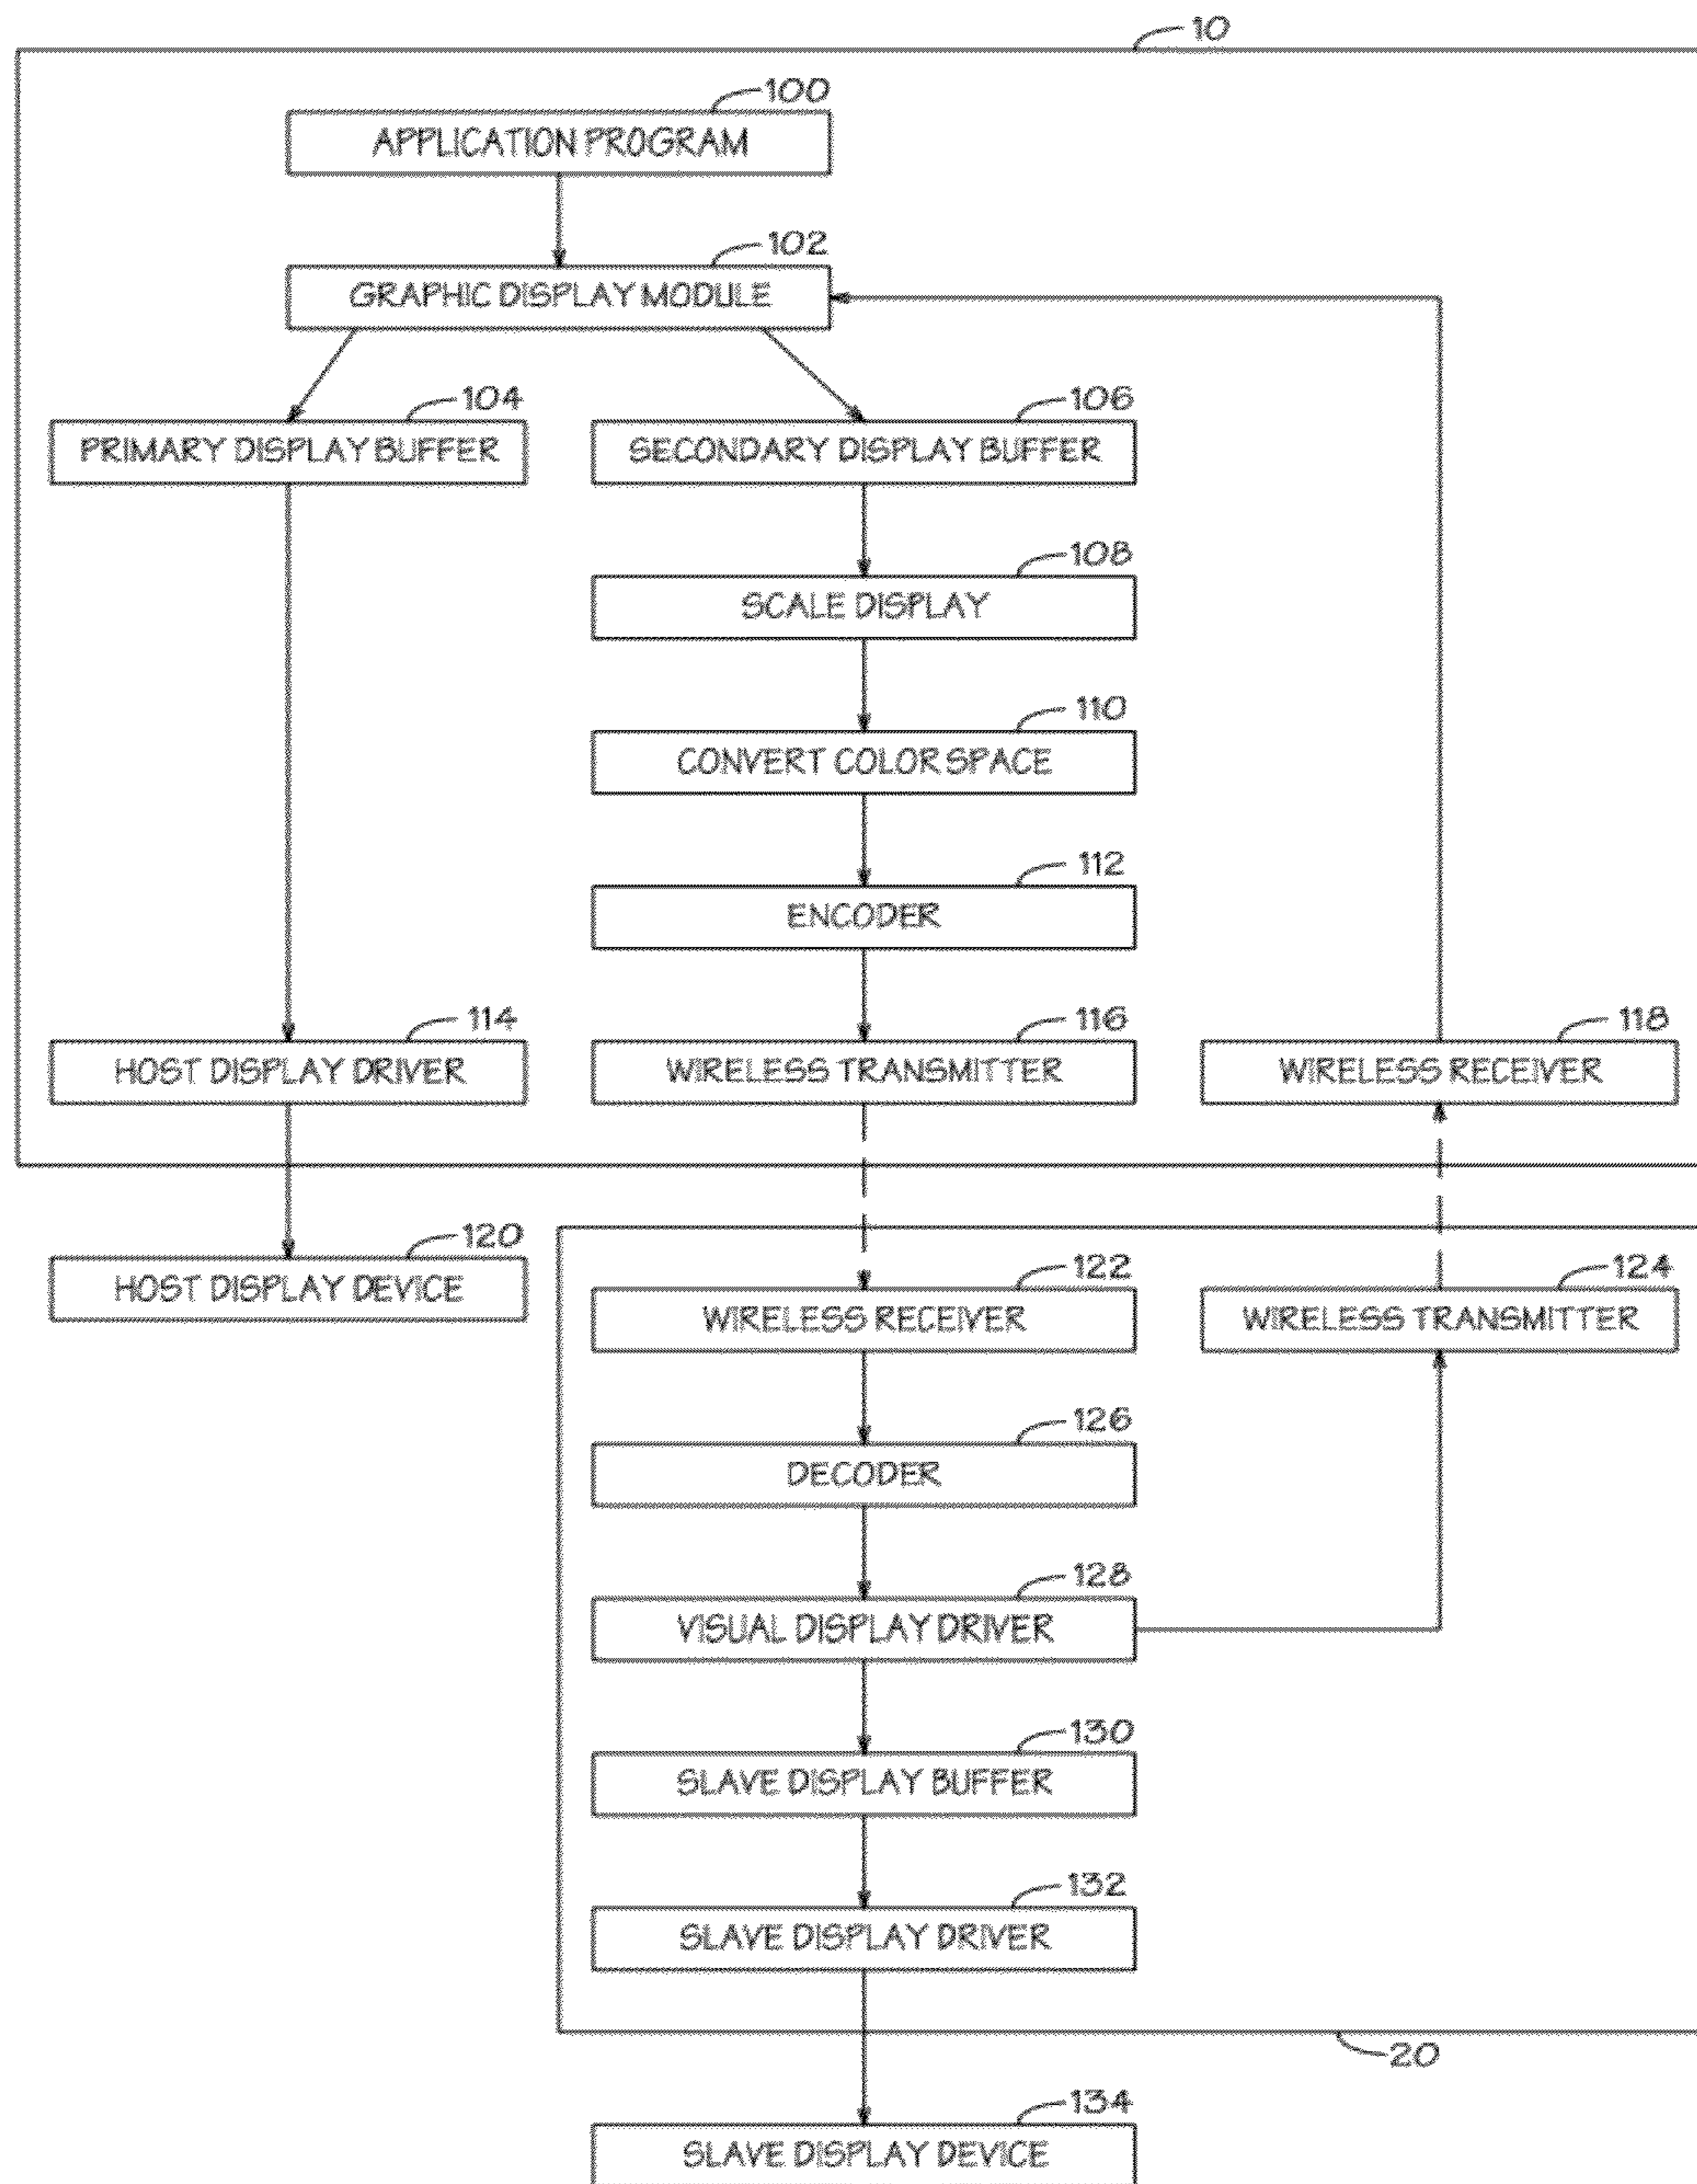 10
100
APPLICATION PROGRAM
102
GRAPHIC DISPLAY MODULE
104
PRIMARY DISPLAY BUFFER
106
SECONDARY DISPLAY BUFFER
108
SCALE DISPLAY
110
CONVERT COLOR SPACE
112
ENCODER
114
HOST DISPLAY DRIVER
116
WIRELESS TRANSMITTER
118
WIRELESS RECEIVER
120
HOST DISPLAY DEVICE
122
WIRELESS RECEIVER
124
WIRELESS TRANSMITTER
126
DECODER
128
VISUAL DISPLAY DRIVER
130
SLAVE DISPLAY BUFFER
132
SLAVE DISPLAY DRIVER
20
134
SLAVE DISPLAY DEVICE